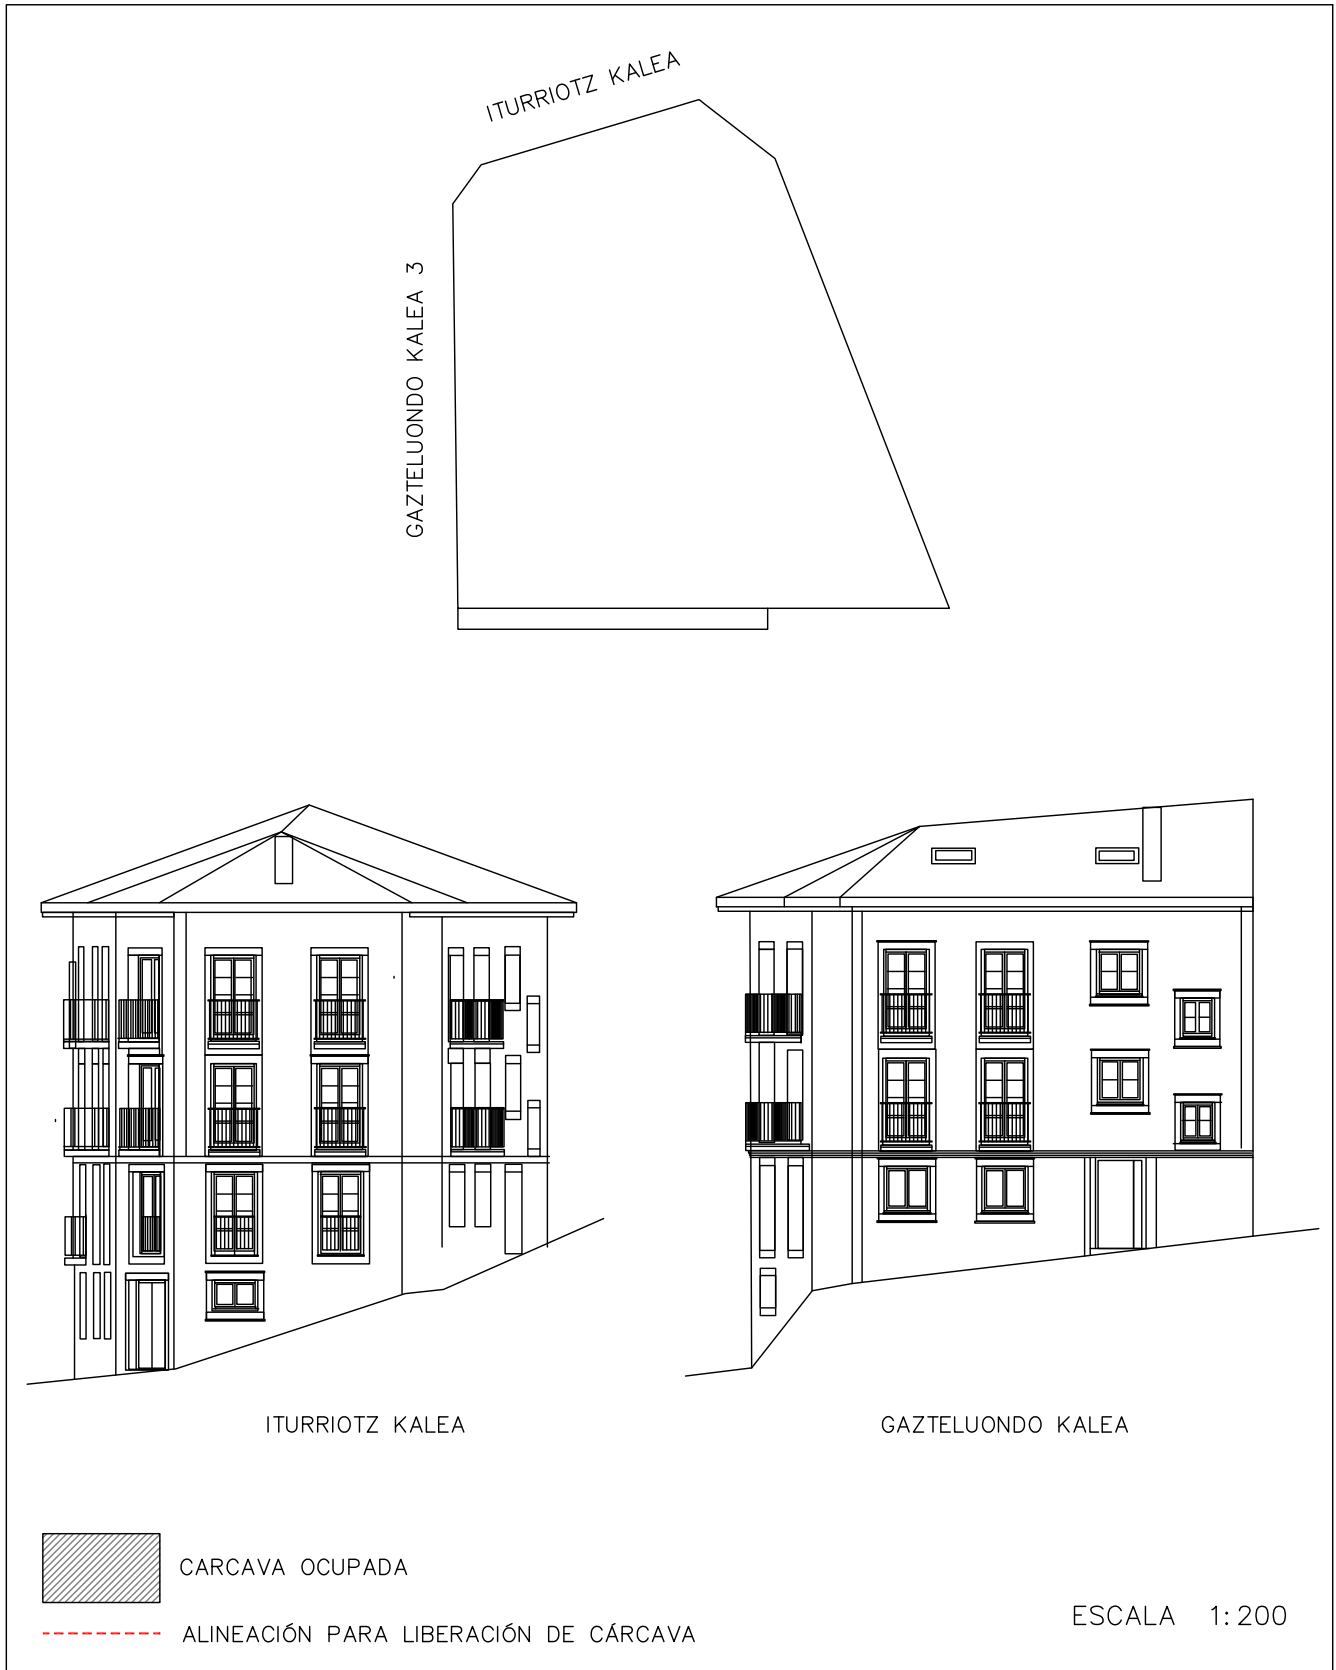 ITURRIOTZ KALEA
GAZTELUONDO KALEA 3
ITURRIOTZ KALEA
GAZTELUONDO KALEA
CARCAVA OCUPADA
ALINEACIÓN PARA LIBERACIÓN DE CÁRCAVA
ESCALA 1:200